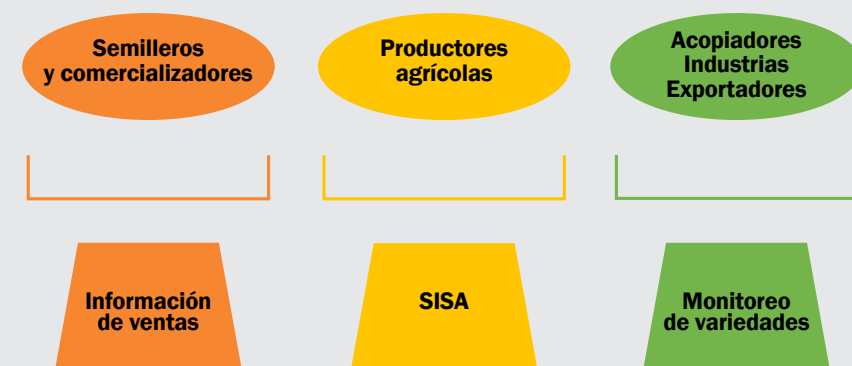 Semilleros
y comercializadores
Productores
agrícolas
Acopiadores
Industrias
Exportadores
Información
de ventas
SISA
Monitoreo
de variedades